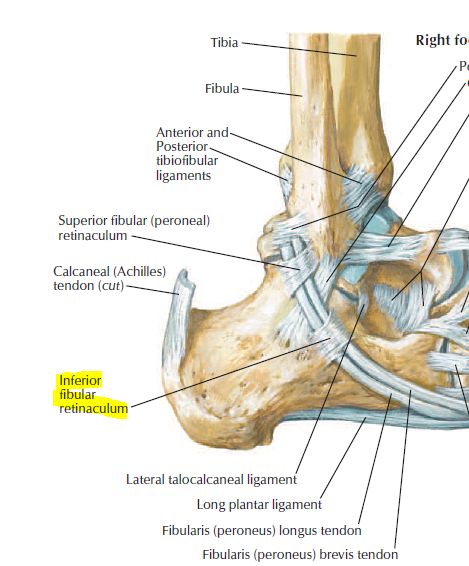 Tibia
Right fo
Fibula
Anterior and
Posterior
tibiofibular
ligaments
Superior fibular (peroneal)
retinaculum
Calcaneal (Achilles)
tendon (cut)
Inferior
fibular
retinaculum
Lateral talocalcaneal ligament
Long plantar ligament
Fibularis (peroneus) longus tendon
Fibularis (peroneus) brevis tendon